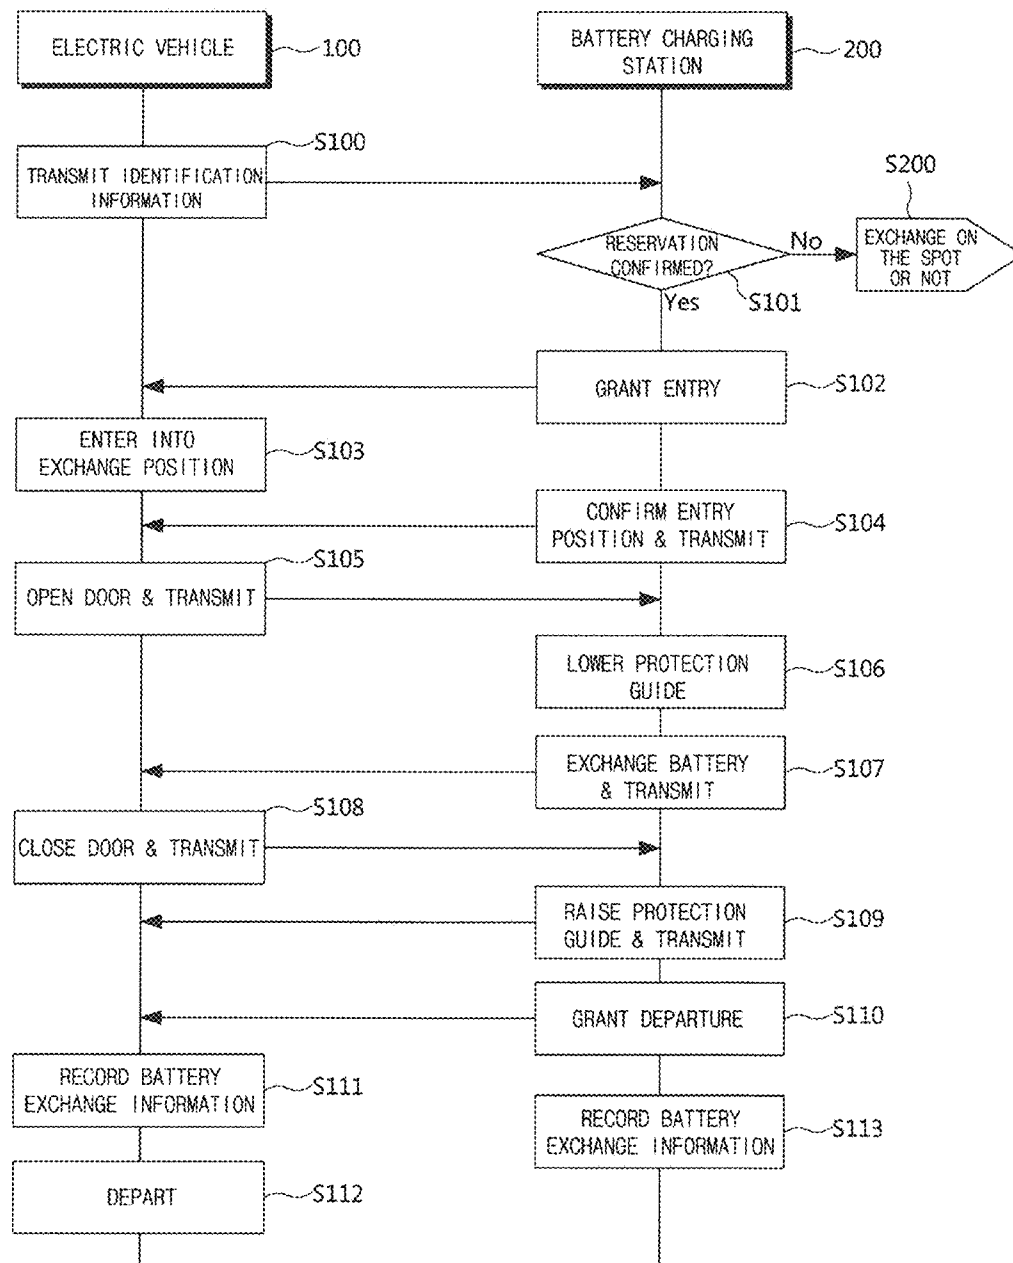 ELECTRIC VEHICLE
100
BATTERY CHARGING
STATION
200
S100
TRANSMIT IDENTIFICATION
INFORMATION
S200
RESERVATION
CONFIRMED?
No
EXCHANGE ON
THE SPOT
OR NOT
Yes
S101
GRANT ENTRY
S102
ENTER INTO
EXCHANGE POSITION
S103
CONFIRM ENTRY
POSITION & TRANSMIT
S104
S105
OPEN DOOR & TRANSMIT
LOWER PROTECTION
GUIDE
S106
EXCHANGE BATTERY
& TRANSMIT
S107
S108
CLOSE DOOR & TRANSMIT
RAISE PROTECTION
GUIDE & TRANSMIT
S109
GRANT DEPARTURE
S110
RECORD BATTERY
EXCHANGE INFORMATION
S111
RECORD BATTERY
EXCHANGE INFORMATION
S113
DEPART
S112